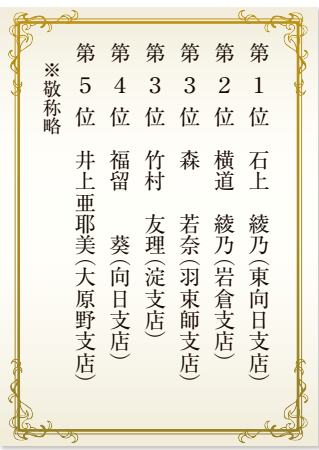 第1位 石上 綾乃(東向日支店)
第2位 横道 綾乃(岩倉支店)
第3位 森 若奈(羽束師支店)
第3位 竹村 友理(淀支店)
第4位 福留 葵(向日支店)
第5位 井上亜耶美(大原野支店)
※敬称略